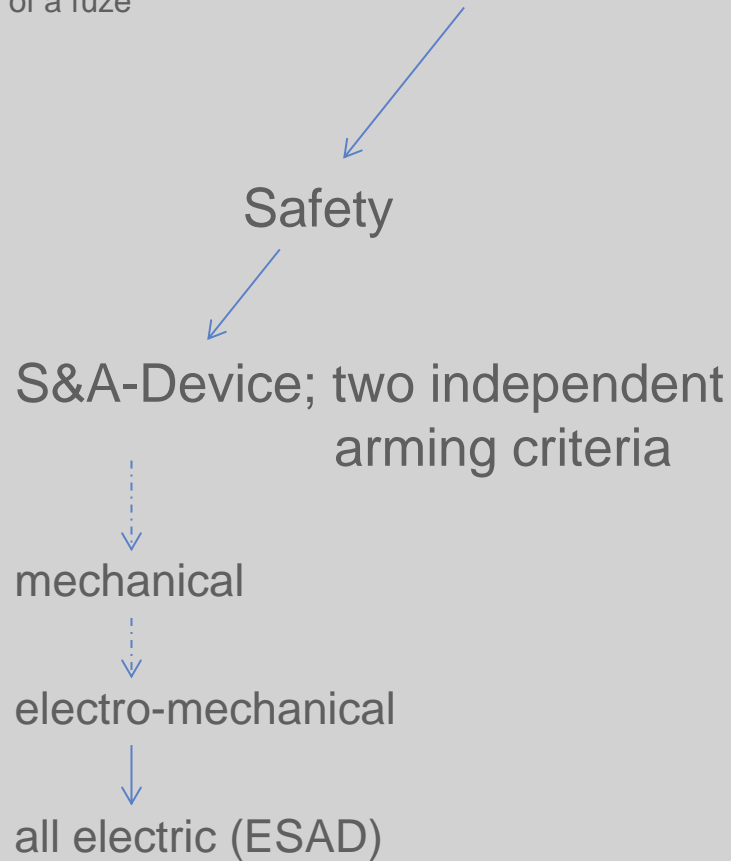 of a fuze
Safety
S&A-Device; two independent
arming criteria
mechanical
electro-mechanical
all electric (ESAD)